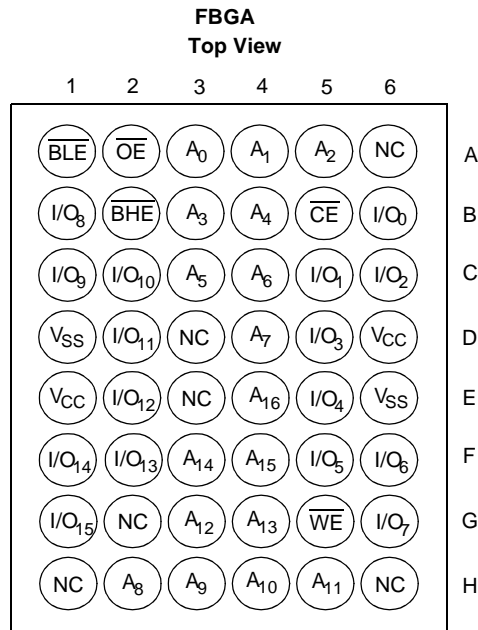 FBGA
Top View
1 2 3 4 5 6
BLE OE A0 A1 A2 NC A
I/O8 BHE A3 A4 CE I/O0 B
I/O9 I/O10 A5 A6 I/O1 I/O2 C
VSS I/O11 NC A7 I/O3 VCC D
VCC I/O12 NC A16 I/O4 VSS E
I/O14 I/O13 A14 A15 I/O5 I/O6 F
I/O15 NC A12 A13 WE I/O7 G
NC A8 A9 A10 A11 NC H